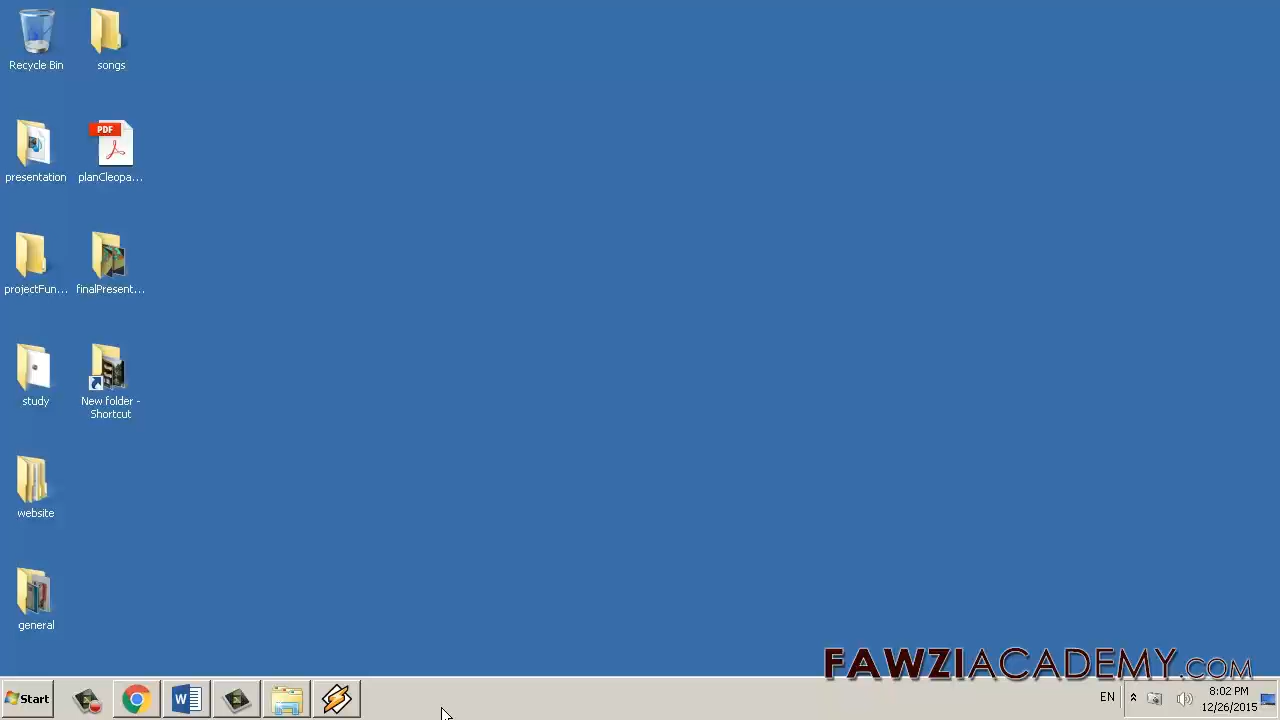 Recycle Bin
songs
presentation
PDF
planCleopa...
projectFun...
finalPresent...
study
New folder -
Shortcut
website
general
FAWZIACADEMY.COM
Start
W
EN
8:02 PM
12/26/2015